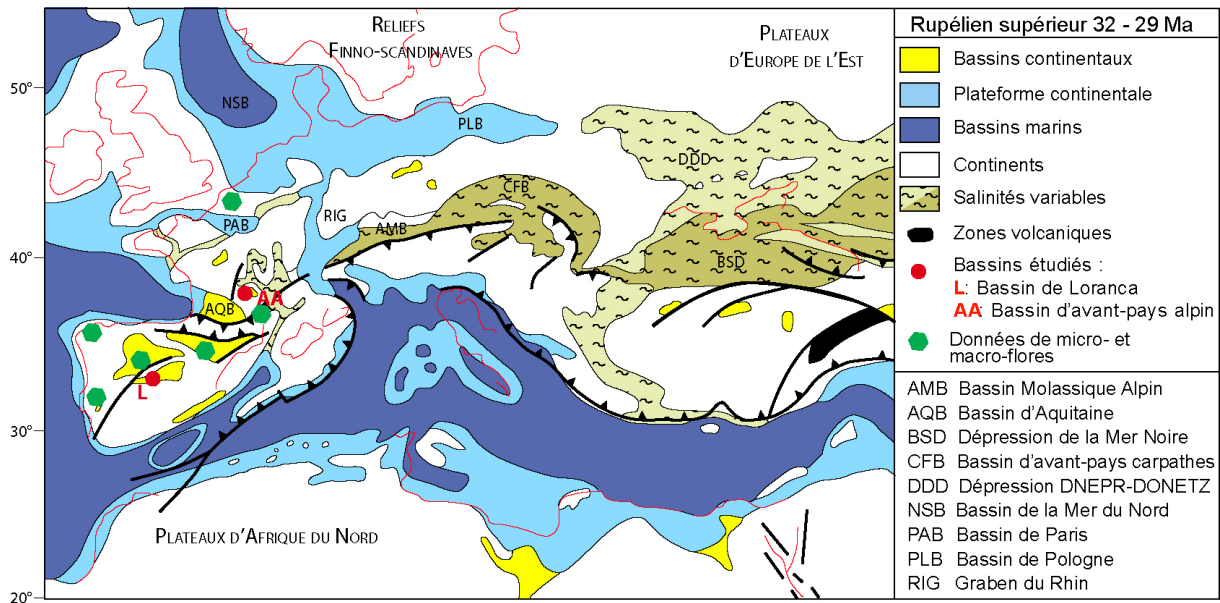 RELIEFS
FINNO-SCANDINAVES
PLATEAUX
D'EUROPE DE L'EST
50°
40°
30°
20°
NSB
PLB
DDD
CFB
RIG
PAB
AMB
BSD
AQB
AA
L
PLATEAUX D'AFRIQUE DU NORD
Rupélien supérieur 32 - 29 Ma
Bassins continentaux
Plateforme continentale
Bassins marins
Continents
Salinités variables
Zones volcaniques
Bassins étudiés :
L: Bassin de Loranca
AA: Bassin d'avant-pays alpin
Données de micro- et
macro-flores
AMB Bassin Molassique Alpin
AQB Bassin d'Aquitaine
BSD Dépression de la Mer Noire
CFB Bassin d'avant-pays carpathes
DDD Dépression DNEPR-DONETZ
NSB Bassin de la Mer du Nord
PAB Bassin de Paris
PLB Bassin de Pologne
RIG Graben du Rhin